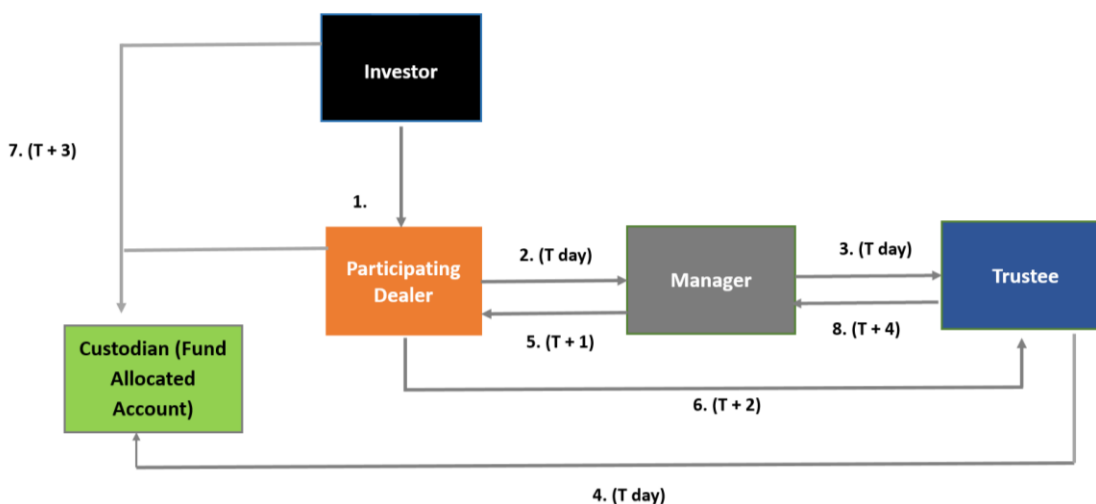 Investor
7. (T + 3)
1.
Participating
Dealer
2. (T day)
Manager
3. (T day)
Trustee
5. (T + 1)
8. (T + 4)
Custodian (Fund
Allocated
Account)
6. (T + 2)
4. (T day)